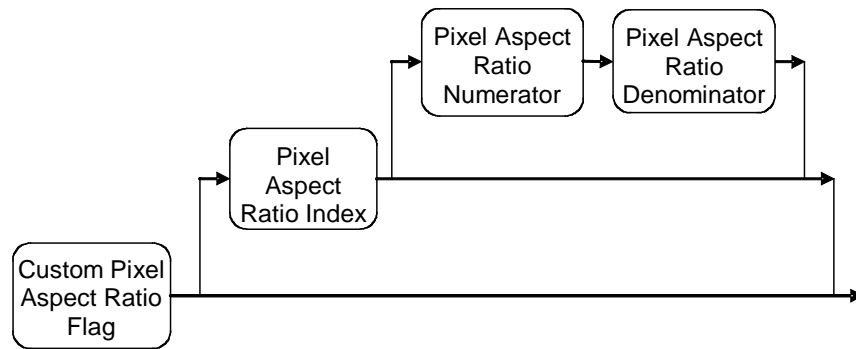 Pixel Aspect
Ratio
Numerator
Pixel Aspect
Ratio
Denominator
Pixel
Aspect
Ratio Index
Custom Pixel
Aspect Ratio
Flag